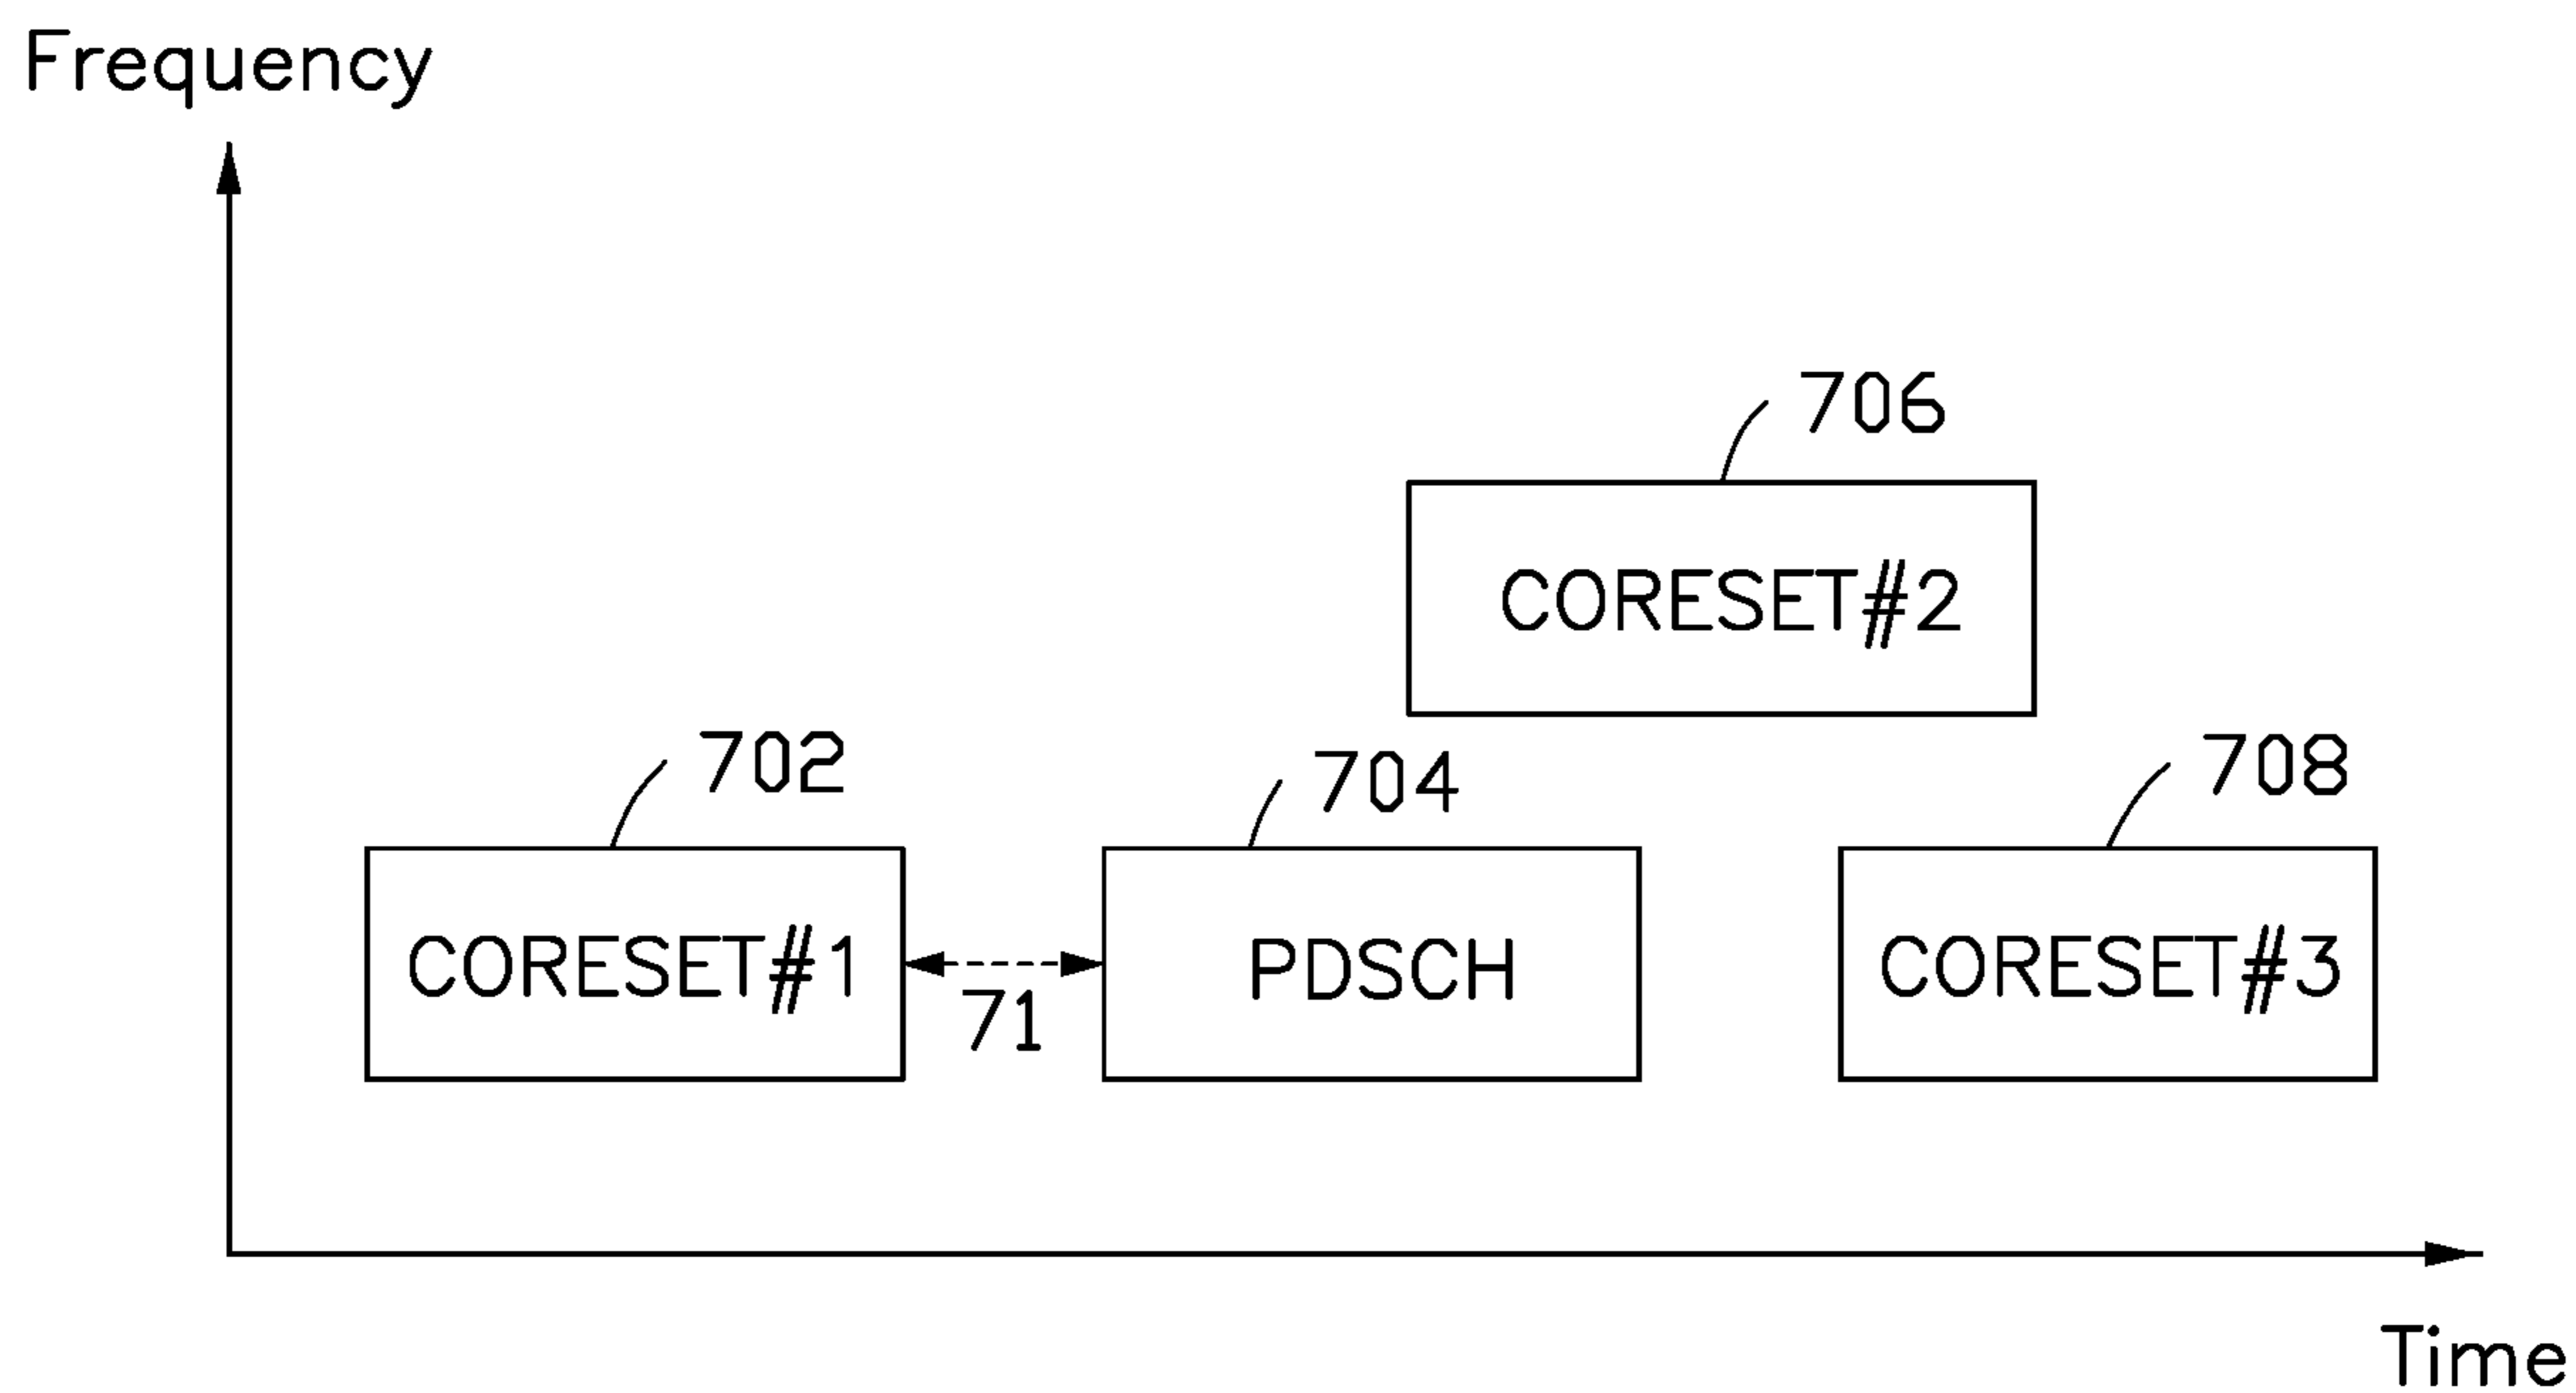 Frequency
706
CORESET#2
702
704
708
CORESET#1
71
PDSCH
CORESET#3
Time